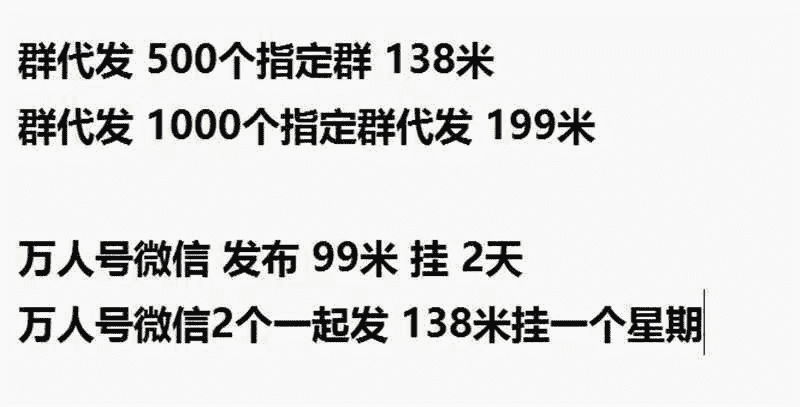 群代发 500个指定群 138米
群代发 1000个指定群代发 199米
万人号微信 发布 99米 挂 2天
万人号微信2个一起发 138米挂一个星期